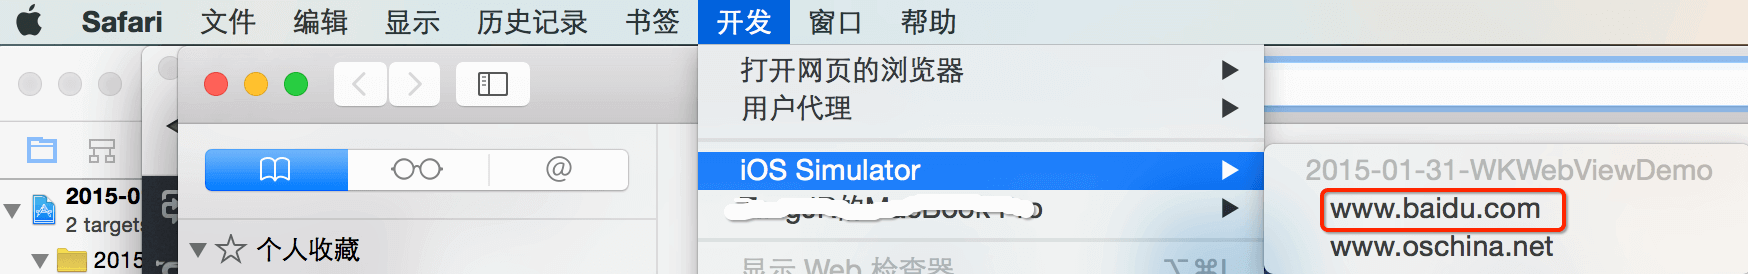 Safari 文件 编辑 显示 历史记录 书签 开发 窗口 帮助
打开网页的浏览器
用户代理
@
iOS Simulator
2015-01-31-WKWebViewDemo
2015-0
www.baidu.com
2 targets
www.oschina.net
个人收藏
2015
显示 Web 检查器 ⌥⌘I